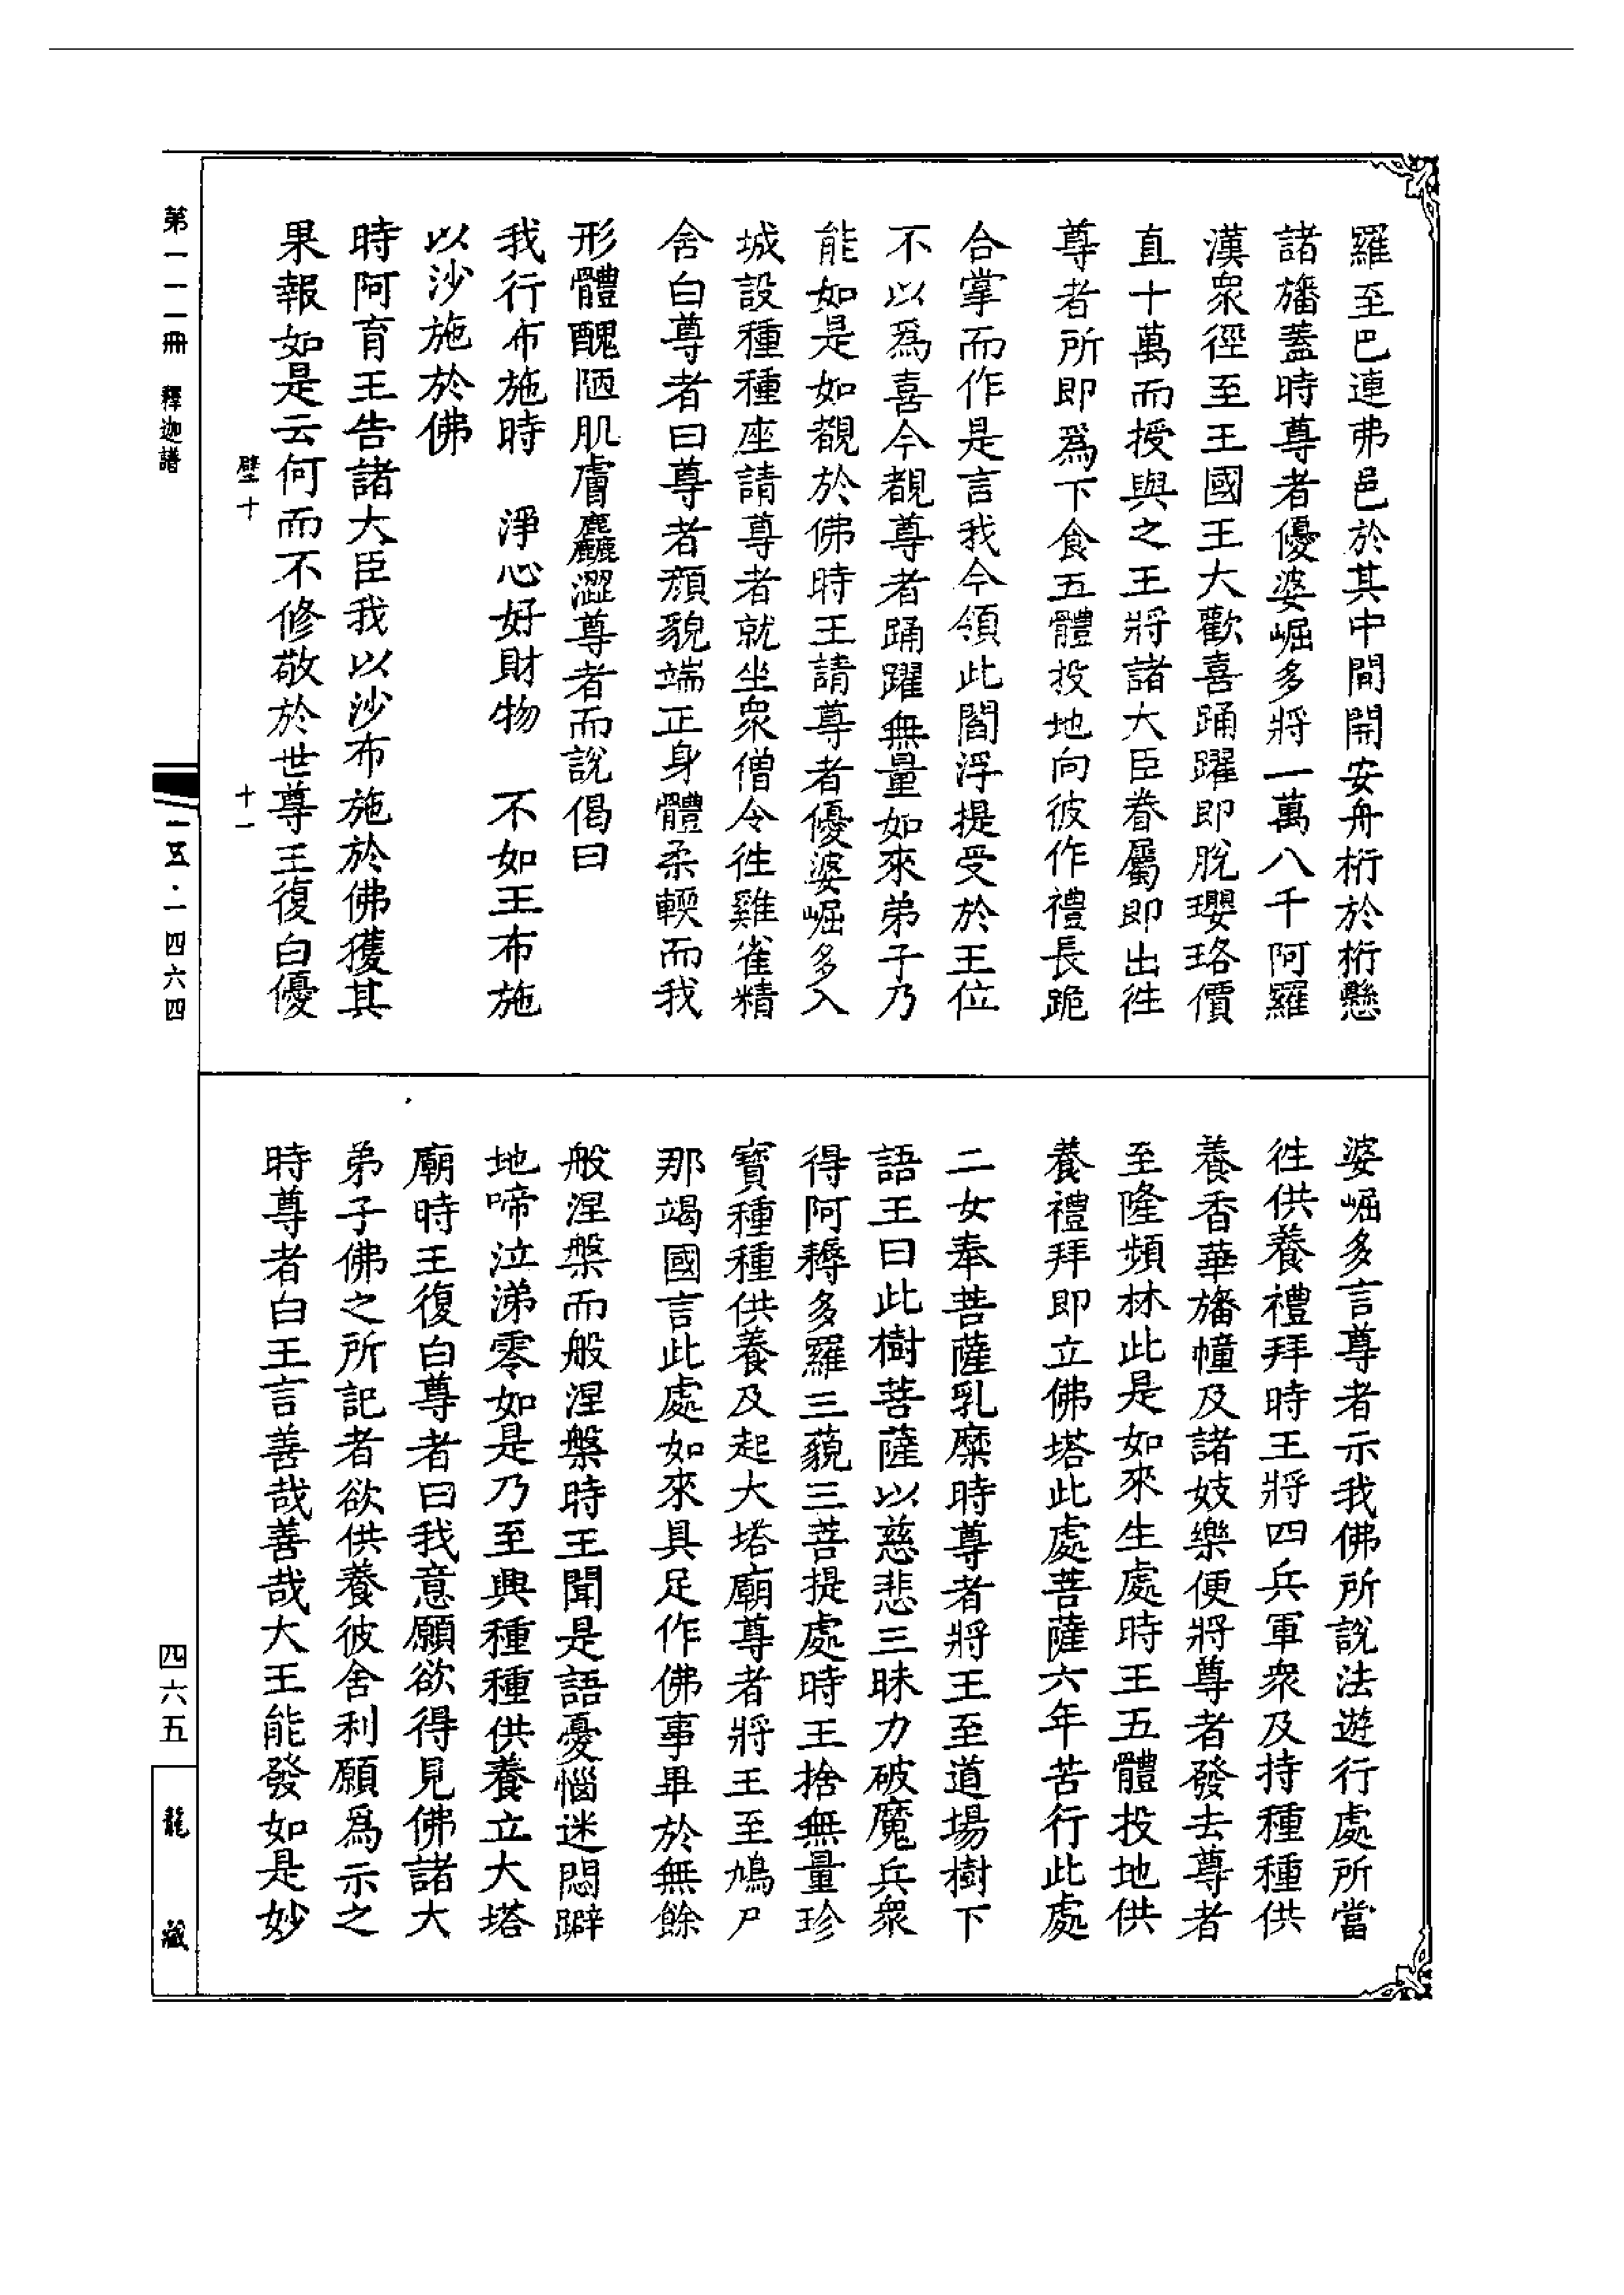 羅至巴連弗邑於其中間開安舟桁於桁懸
諸旛蓋時尊者優婆崛多將一萬八千阿羅
漢衆徑至王國王大歡喜踊躍即脫瓔珞價
直十萬而授與之王將諸大臣眷屬即出徃
尊者所即爲下食五體投地向彼作禮長跪
合掌而作是言我今領此閻浮提受於王位
不以爲喜今覩尊者踊躍無量如來弟子乃
能如是如覩於佛時王請尊者優婆崛多入
城設種種座請尊者就坐衆僧令徃雞雀精
舍白尊者曰尊者顏貌端正身體柔輭而我
形體醜陋肌膚麤澀尊者而說偈曰
我行布施時　淨心好財物　不如王布施
以沙施於佛
時阿育王告諸大臣我以沙布施於佛獲其
果報如是云何而不修敬於世尊王復白優
壁十　十一
婆崛多言尊者示我佛所說法遊行處所當
徃供養禮拜時王將四兵軍衆及持種種供
養香華旛幢及諸妓樂便將尊者發去尊者
至隆頻林此是如來生處時王五體投地供
養禮拜即立佛塔此處菩薩六年苦行此處
二女奉菩薩乳糜時尊者將王至道場樹下
語王曰此樹菩薩以慈悲三昧力破魔兵衆
得阿耨多羅三藐三菩提處時王捨無量珍
寶種種供養及起大塔廟尊者將王至鳩尸
那竭國言此處如來具足作佛事畢於無餘
般涅槃而般涅槃時王聞是語憂惱迷悶躃
地啼泣涕零如是乃至興種種供養立大塔
廟時王復白尊者曰我意願欲得見佛諸大
弟子佛之所記者欲供養彼舍利願爲示之
時尊者白王言善哉善哉大王能發如是妙
第一一一冊　釋迦譜
一五·一四六四
四六五
龍藏